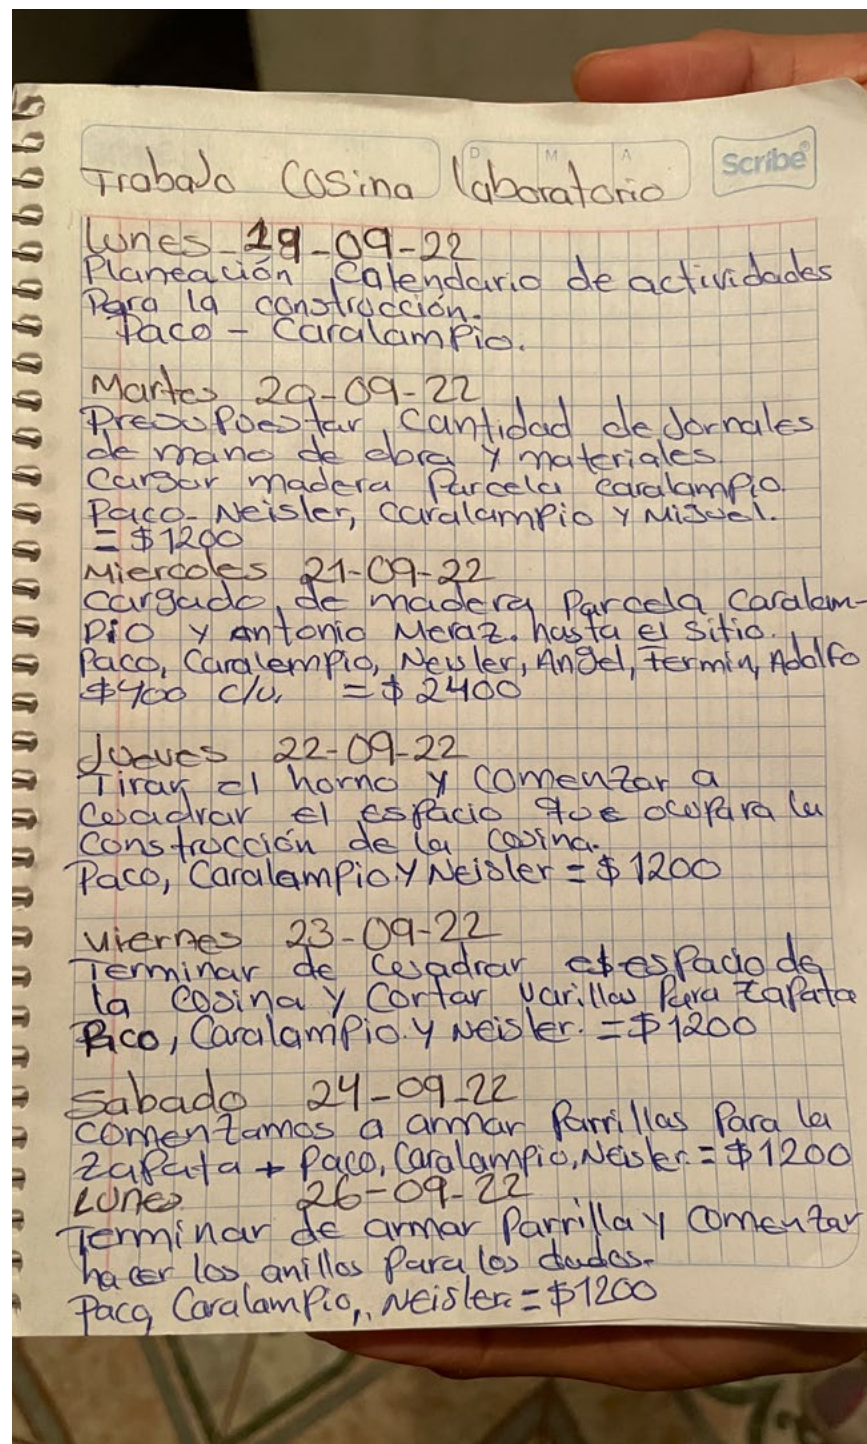 D M A
Scribe®
Trabajo Cosina Laboratorio
Lunes - 19-09-22
Planeación Calendario de actividades
Para la construcción.
Paco - Caralampio.
Martes 20-09-22
Presupuestar, Cantidad de Jornales
de mano de obra y materiales.
Cargar madera Parcela caralampio.
Paco- Neisler, Caralampio y Miguel.
= $1200
Miercoles 21-09-22
cargado, de madera Parcela Caralam-
Pio y Antonio Meraz. hasta el sitio.
Paco, Caralempio, Neisler, Angel, Fermin, Adolfo
$400 c/u. = $2400
Jueves 22-09-22
Tirar el horno y comenzar a
Cuadrar el espacio que ocupara la
construcción de la cosina.
Paco, Caralampio y Neisler = $1200
viernes 23-09-22
Terminar de cuadrar el espacio de
la cosina y Cortar varillas Para zapata
Paco, Caralampio. y Neisler. = $1200
Sabado 24-09-22
comenzamos a armar Parrillas Para la
zapata + Paco, Caralampio, Neisler. = $1200
LUNES 26-09-22
Terminar de armar Parrilla y comenzar
hacer los anillos Para los dados.
Paco, Caralampio,, Neisler. = $1200